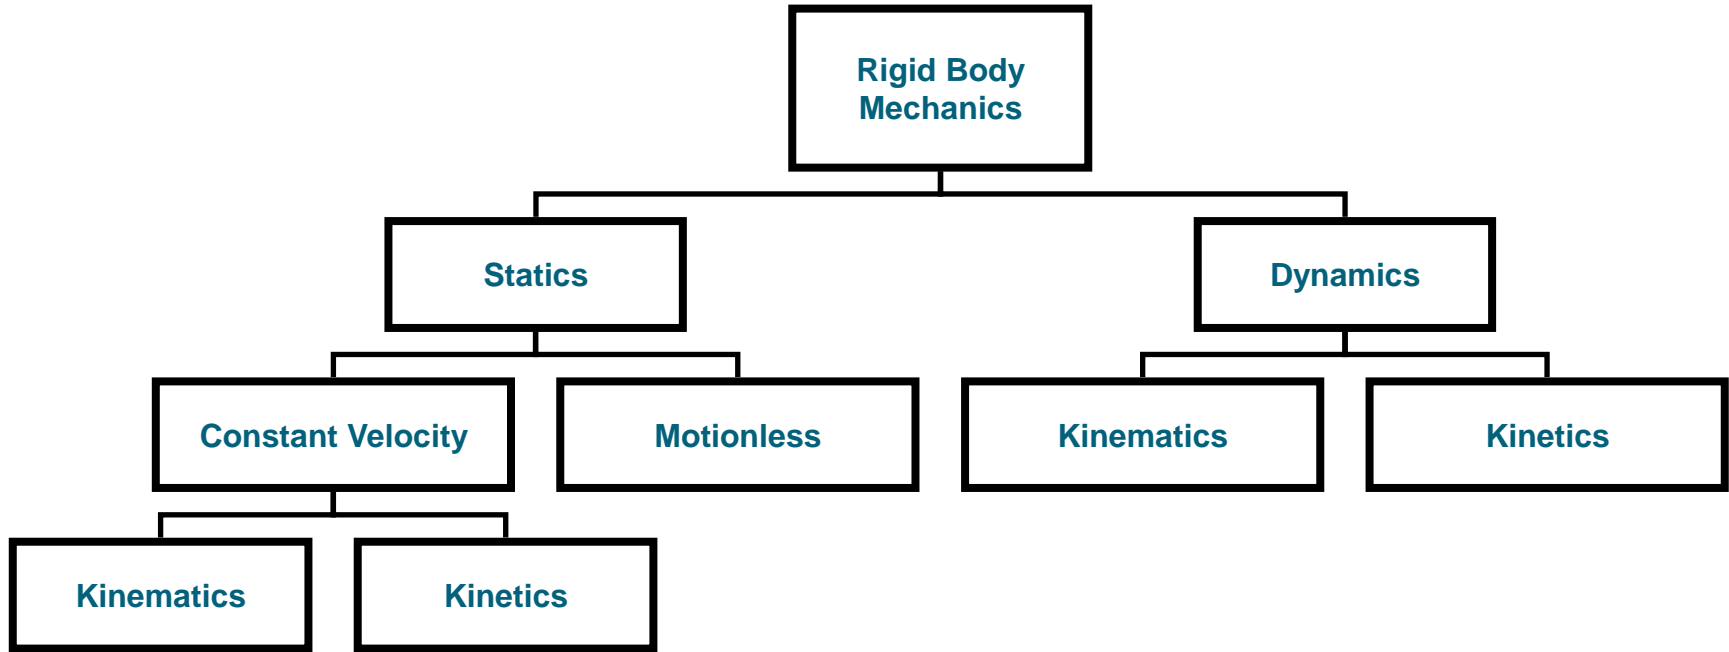 Rigid Body
Mechanics
Statics
Dynamics
Constant Velocity
Motionless
Kinematics
Kinetics
Kinematics
Kinetics